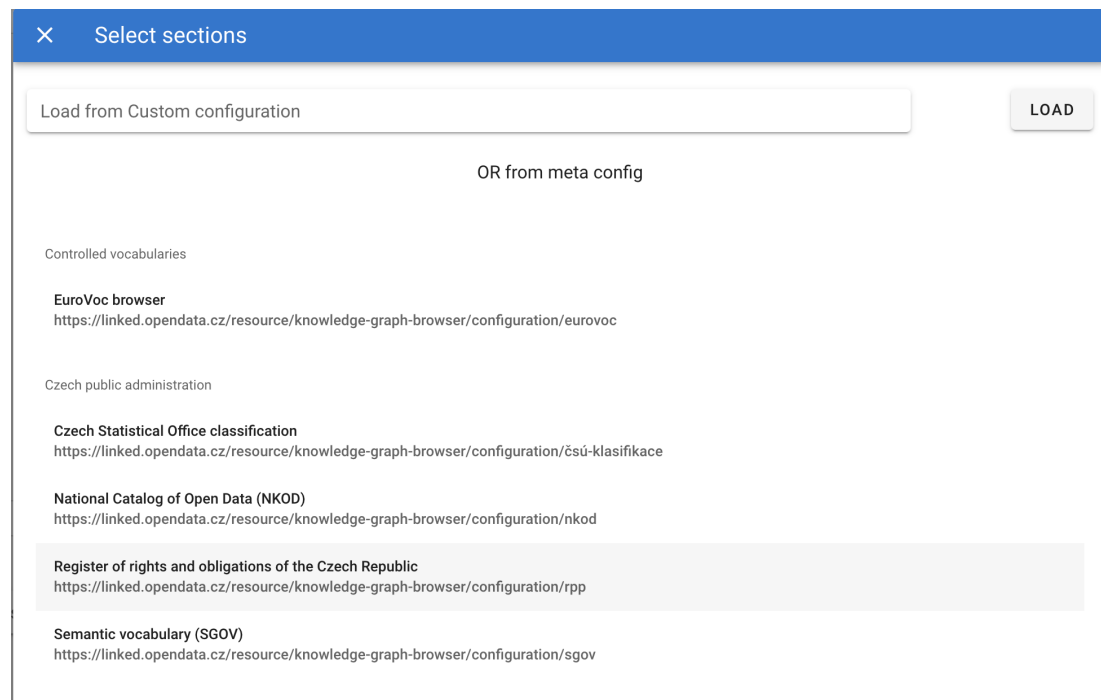 Select sections
Load from Custom configuration
LOAD
OR from meta config
Controlled vocabularies
EuroVoc browser
https://linked.opendata.cz/resource/knowledge-graph-browser/configuration/eurovoc
Czech public administration
Czech Statistical Office classification
https://linked.opendata.cz/resource/knowledge-graph-browser/configuration/čsú-klasifikace
National Catalog of Open Data (NKOD)
https://linked.opendata.cz/resource/knowledge-graph-browser/configuration/nkod
Register of rights and obligations of the Czech Republic
https://linked.opendata.cz/resource/knowledge-graph-browser/configuration/rpp
Semantic vocabulary (SGOV)
https://linked.opendata.cz/resource/knowledge-graph-browser/configuration/sgov